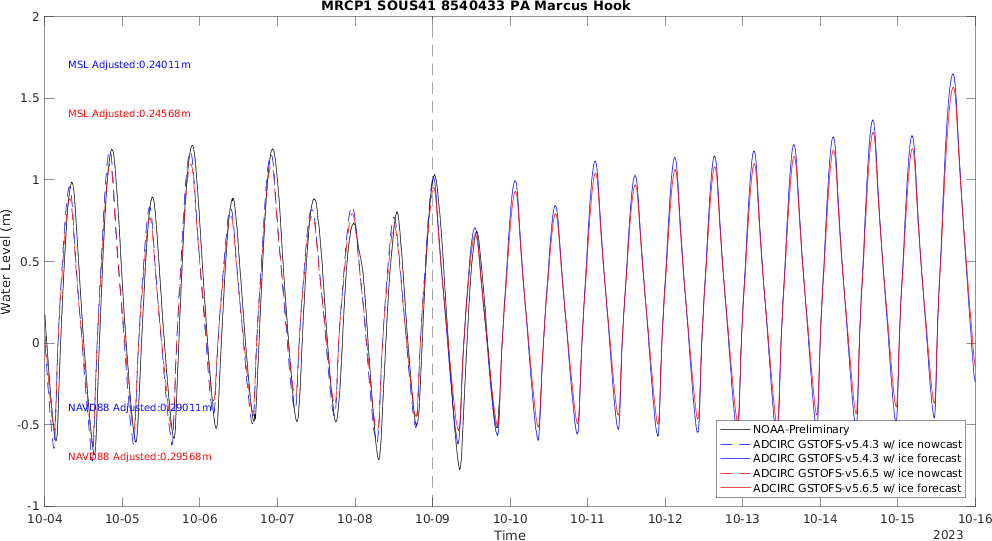 MRCP1 SOUS41 8540433 PA Marcus Hook
2
1.5
1
0.5
0
-0.5
-1
Water Level (m)
MSL Adjusted:0.24011m
MSL Adjusted:0.24568m
NAVD88 Adjusted:0.29011m
NAVD88 Adjusted:0.29568m
NOAA-Preliminary
ADCIRC GSTOFS-v5.4.3 w/ ice nowcast
ADCIRC GSTOFS-v5.4.3 w/ ice forecast
ADCIRC GSTOFS-v5.6.5 w/ ice nowcast
ADCIRC GSTOFS-v5.6.5 w/ ice forecast
10-04 10-05 10-06 10-07 10-08 10-09 10-10 10-11 10-12 10-13 10-14 10-15 10-16
Time
2023